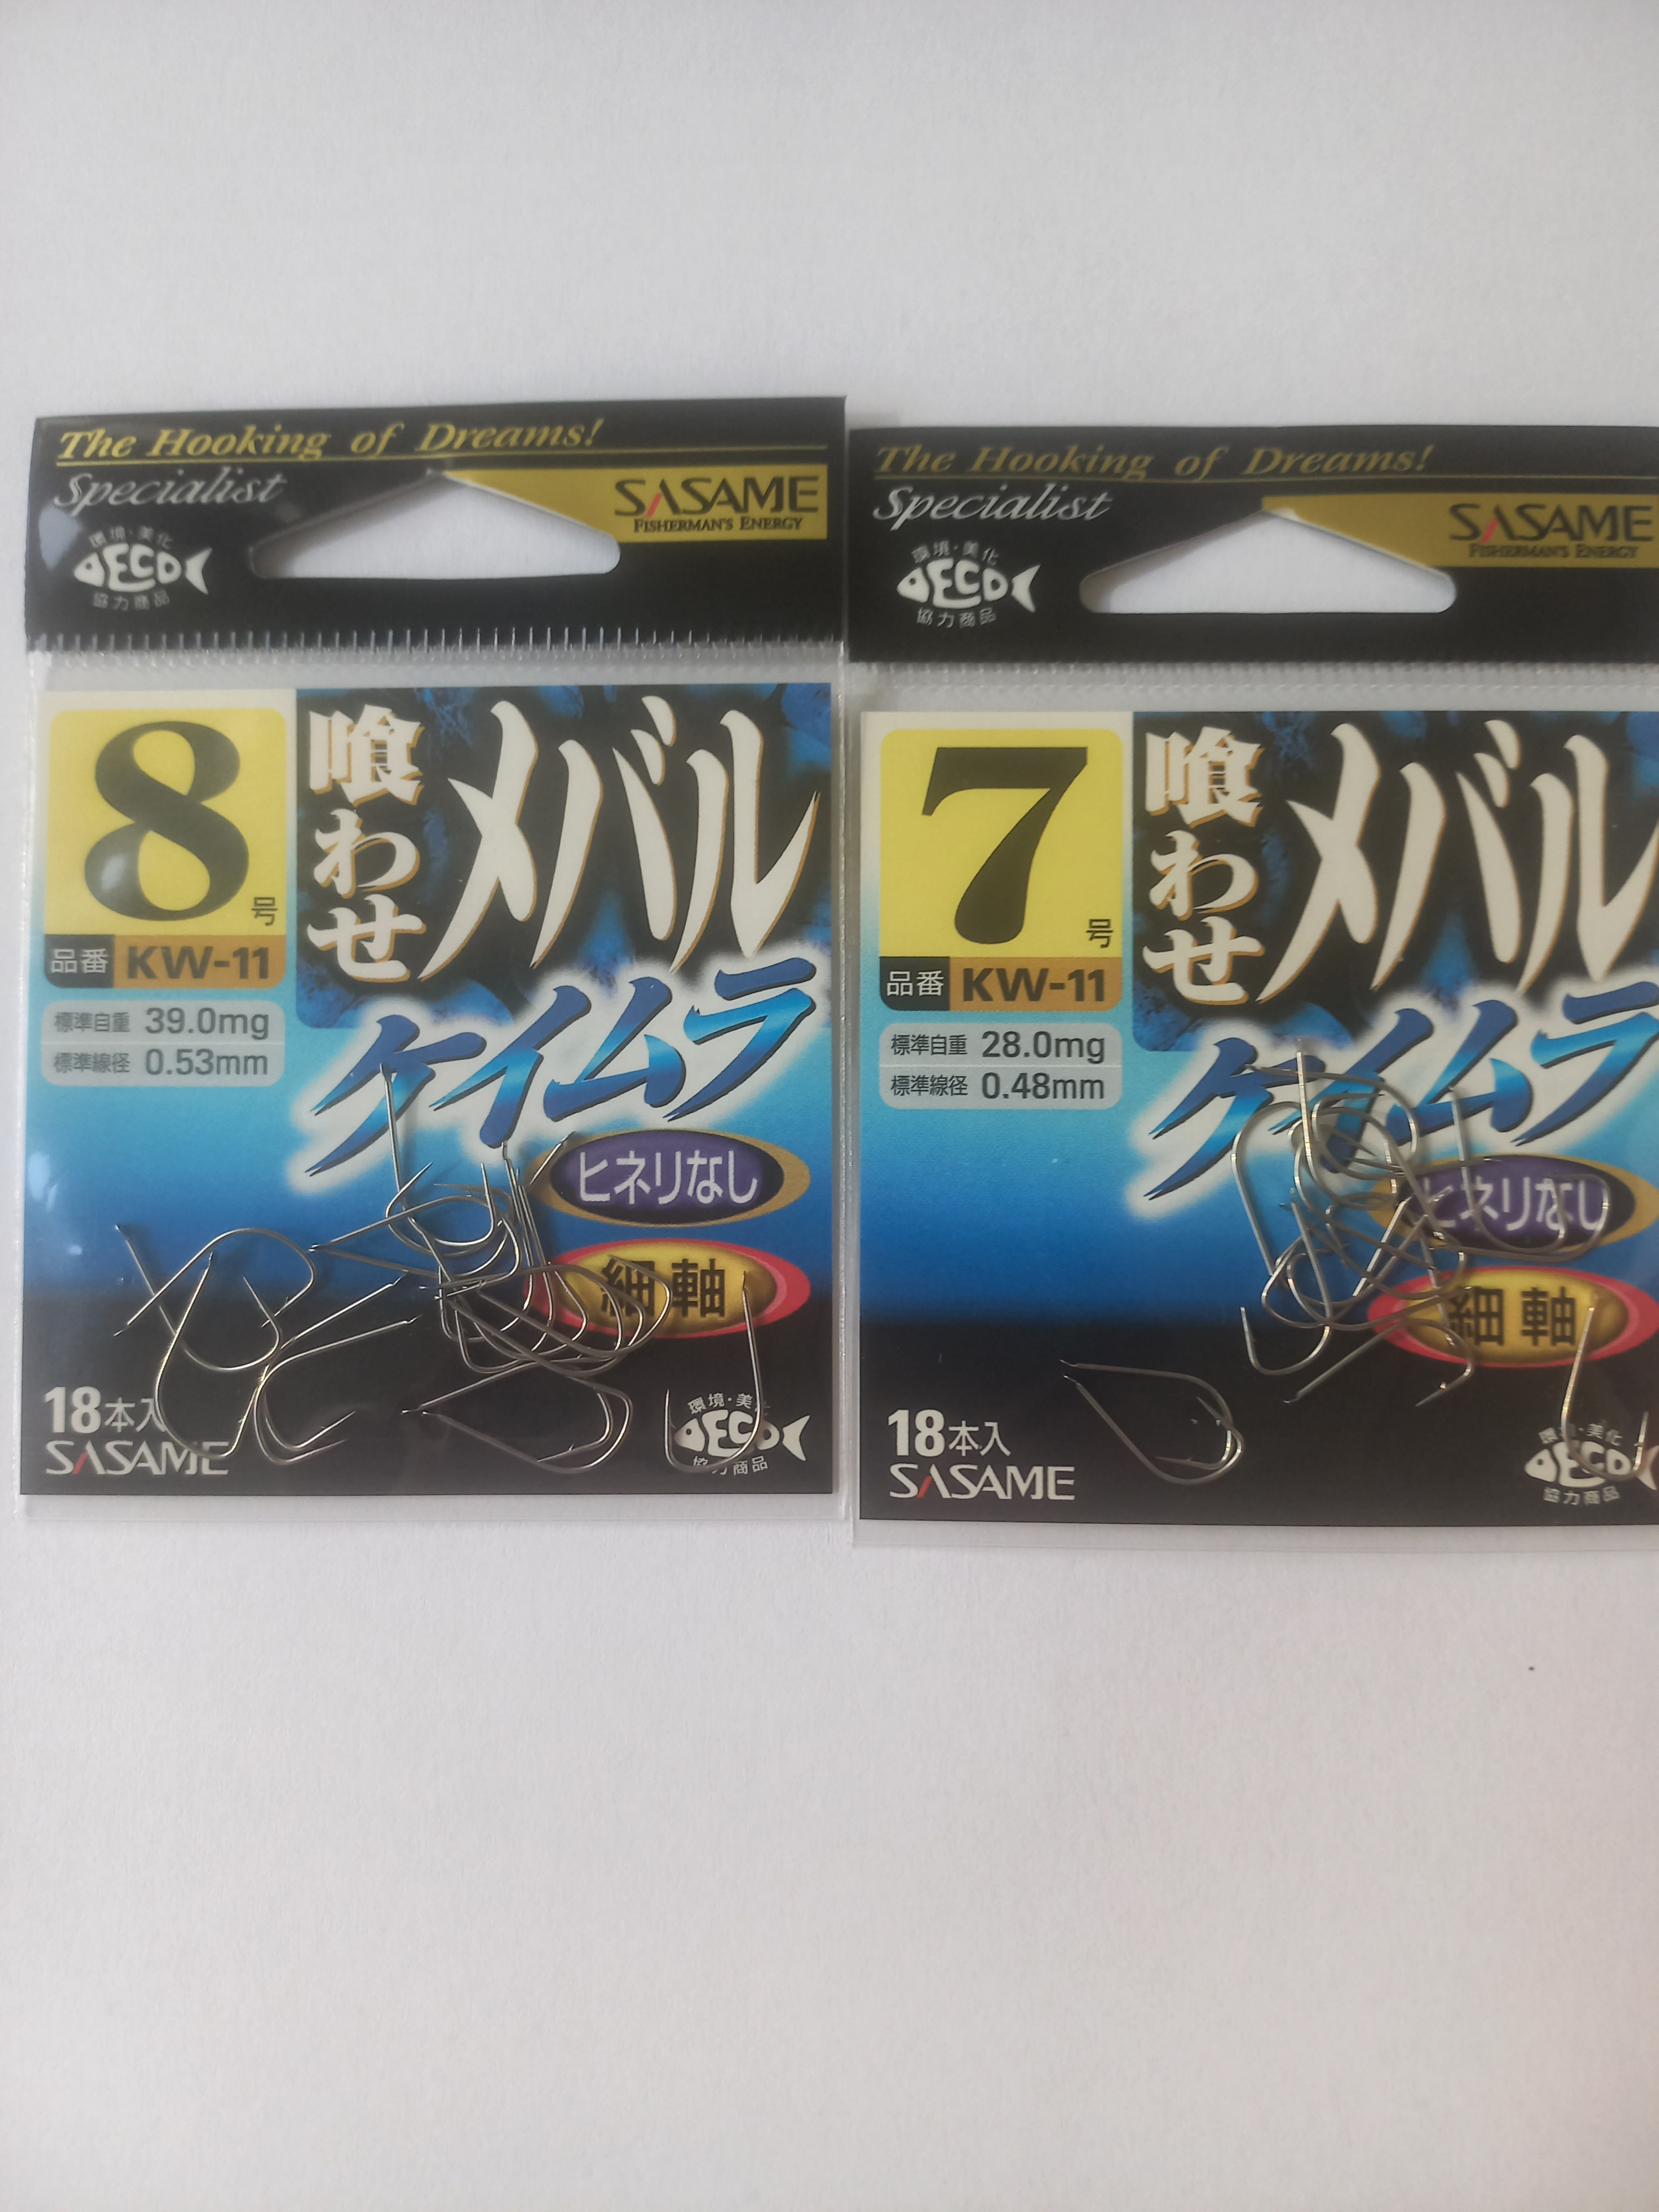 The Hooking of Dreams!
Specialist
SASAME
FISHERMAN'S ENERGY
環境・美化
ECO
協力商品
8号
喰わせ
メバル
品番 KW-11
ケイムラ
標準自重 39.0mg
標準線径 0.53mm
ヒネリなし
細軸
18本入
SASAME
環境・美化
ECO
協力商品
The Hooking of Dreams!
Specialist
SASAME
FISHERMAN'S ENERGY
環境・美化
ECO
協力商品
7号
喰わせ
メバル
品番 KW-11
ケイムラ
標準自重 28.0mg
標準線径 0.48mm
ヒネリなし
細軸
18本入
SASAME
環境・美化
ECO
協力商品